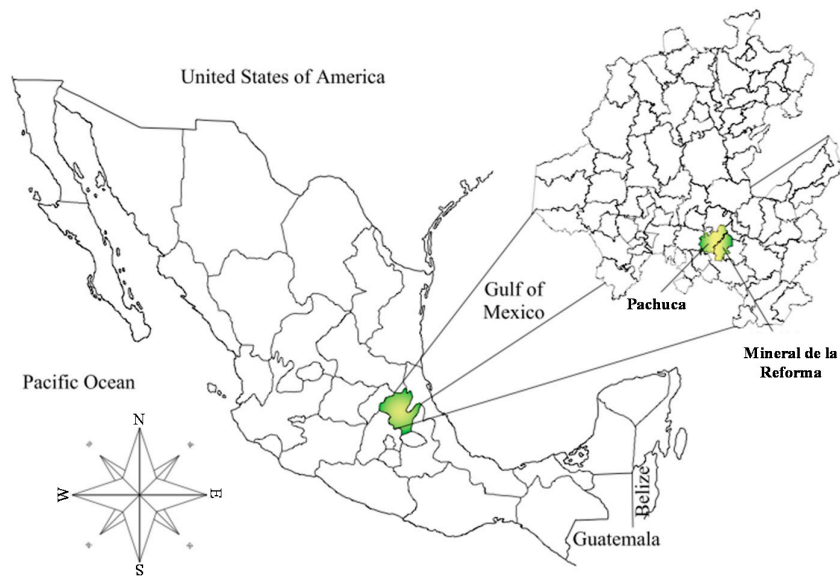 United States of America
Gulf of
Mexico
Pachuca
Mineral de la
Reforma
Pacific Ocean
N
W
E
S
Belize
Guatemala